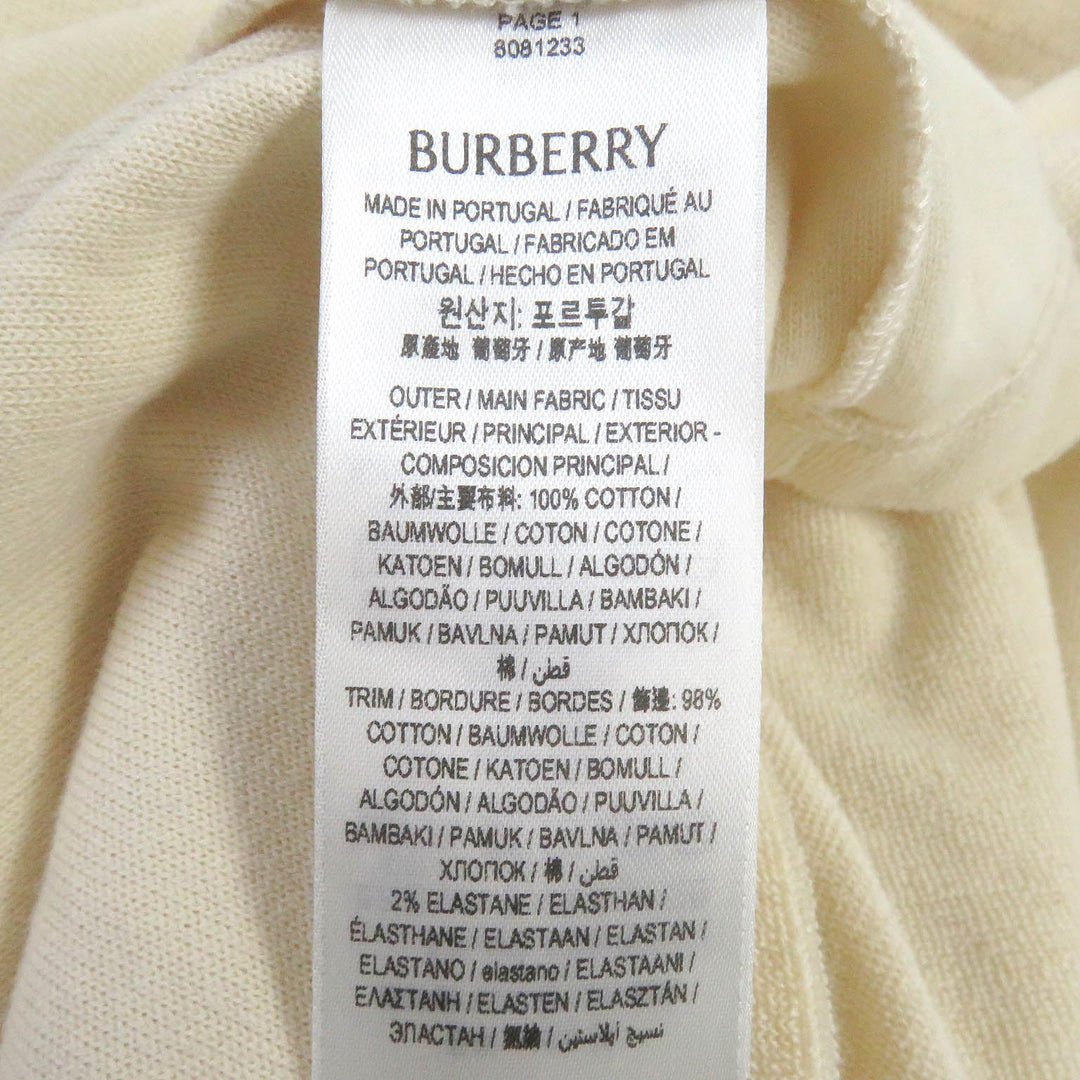 PAGE 1
8081233
BURBERRY
MADE IN PORTUGAL / FABRIQUÉ AU
PORTUGAL / FABRICADO EM
PORTUGAL / HECHO EN PORTUGAL
원산지: 포르투갈
原產地 葡萄牙 / 原产地 葡萄牙
OUTER / MAIN FABRIC / TISSU
EXTÉRIEUR / PRINCIPAL / EXTERIOR -
COMPOSICION PRINCIPAL /
外部/主要布料: 100% COTTON /
BAUMWOLLE / COTON / COTONE /
KATOEN / BOMULL / ALGODÓN /
ALGODÃO / PUUVILLA / BAMBAKI /
PAMUK / BAVLNA / PAMUT / ХЛОПОК /
棉 / قطن
TRIM / BORDURE / BORDES / 飾邊: 98%
COTTON / BAUMWOLLE / COTON /
COTONE / KATOEN / BOMULL /
ALGODÓN / ALGODÃO / PUUVILLA /
BAMBAKI / PAMUK / BAVLNA / PAMUT /
ХЛОПОК / 棉 / قطن
2% ELASTANE / ELASTHAN /
ÉLASTHANE / ELASTAAN / ELASTAN /
ELASTANO / elastano / ELASTAANI /
ΕΛΑΣΤΑΝΗ / ELASTEN / ELASZTÁN /
ЭЛАСТАН / 氨綸 / نسيج أيلاستين